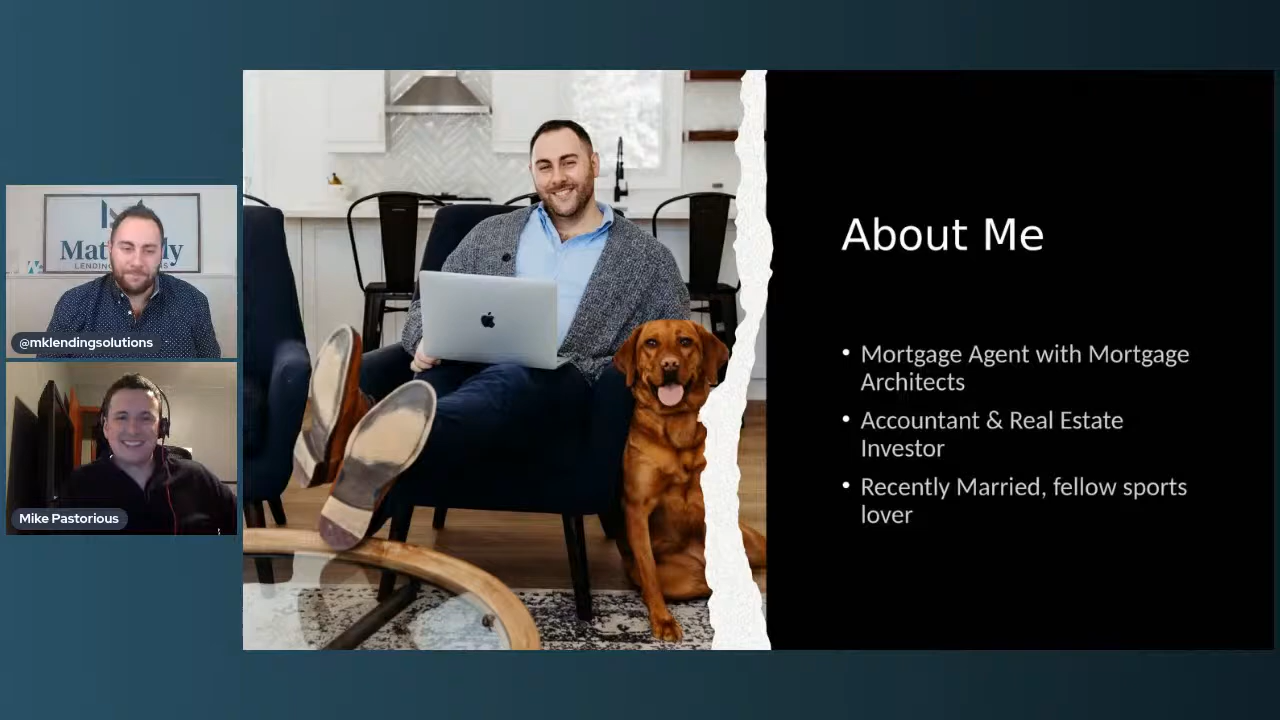 LENDING
@mklendingsolutions
Mike Pastorious
About Me
• Mortgage Agent with Mortgage
Architects
• Accountant & Real Estate
Investor
• Recently Married, fellow sports
lover